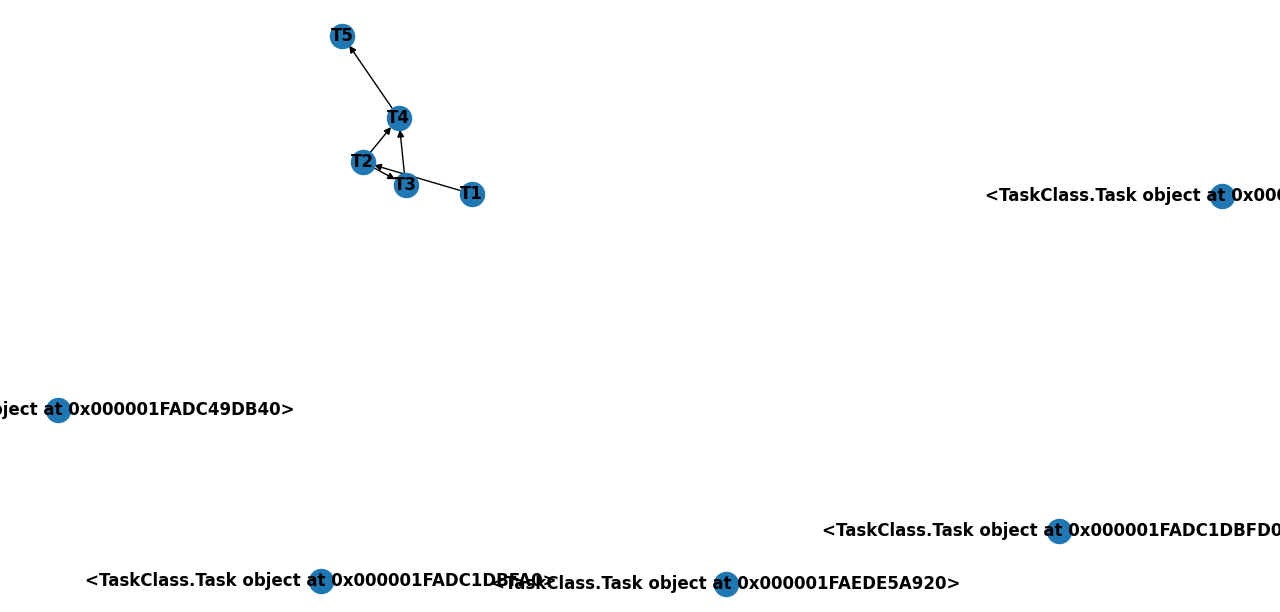 T5
T4
T2
T3
T1
<TaskClass.Task object at 0x000
object at 0x000001FADC49DB40>
<TaskClass.Task object at 0x000001FADC1DBFD0
<TaskClass.Task object at 0x000001FADC1DBFA0>
<TaskClass.Task object at 0x000001FAEDE5A920>